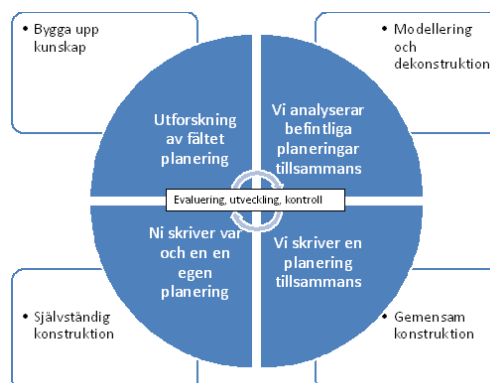 • Bygga upp
kunskap
• Modellering
och
dekonstruktion
Utforskning
av fältet
planering
Vi analyserar
befintliga
planeringar
tillsammans
Evaluering, utveckling, kontroll
Ni skriver var
och en en
egen
planering
Vi skriver en
planering
tillsammans
• Självständig
konstruktion
• Gemensam
konstruktion